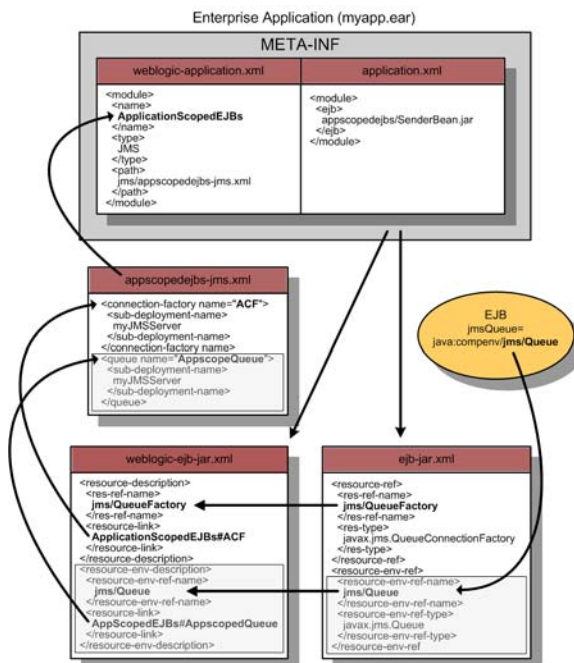 Enterprise Application (myapp.ear)
META-INF
weblogic-application.xml
<module>
<name>
ApplicationScopedEJBs
</name>
<type>
JMS
</type>
<path>
jms/appscopedejbs-jms.xml
</path>
</module>
application.xml
<module>
<ejb>
appscopedejbs/SenderBean.jar
</ejb>
</module>
appscopedejbs-jms.xml
<connection-factory name="ACF">
<sub-deployment-name>
myJMSServer
</sub-deployment-name>
</connection-factory name>
<queue name="AppscopeQueue">
<sub-deployment-name>
myJMSServer
</sub-deployment-name>
</queue>
EJB
jmsQueue=
java:compenv/jms/Queue
weblogic-ejb-jar.xml
<resource-description>
<res-ref-name>
jms/QueueFactory
</res-ref-name>
<resource-link>
ApplicationScopedEJBs#ACF
</resource-link>
</resource-description>
<resource-env-description>
<resource-env-ref-name>
jms/Queue
</resource-env-ref-name>
<resource-link>
AppScopedEJBs#AppscopedQueue
</resource-link>
</resource-env-description>
ejb-jar.xml
<resource-ref>
<res-ref-name>
jms/QueueFactory
</res-ref-name>
<res-type>
javax.jms.QueueConnectionFactory
</res-type>
</resource-ref>
<resource-env-ref>
<resource-env-ref-name>
jms/Queue
</resource-env-ref-name>
<resource-env-ref-type>
javax.jms.Queue
</resource-env-ref-type>
</resource-env-ref